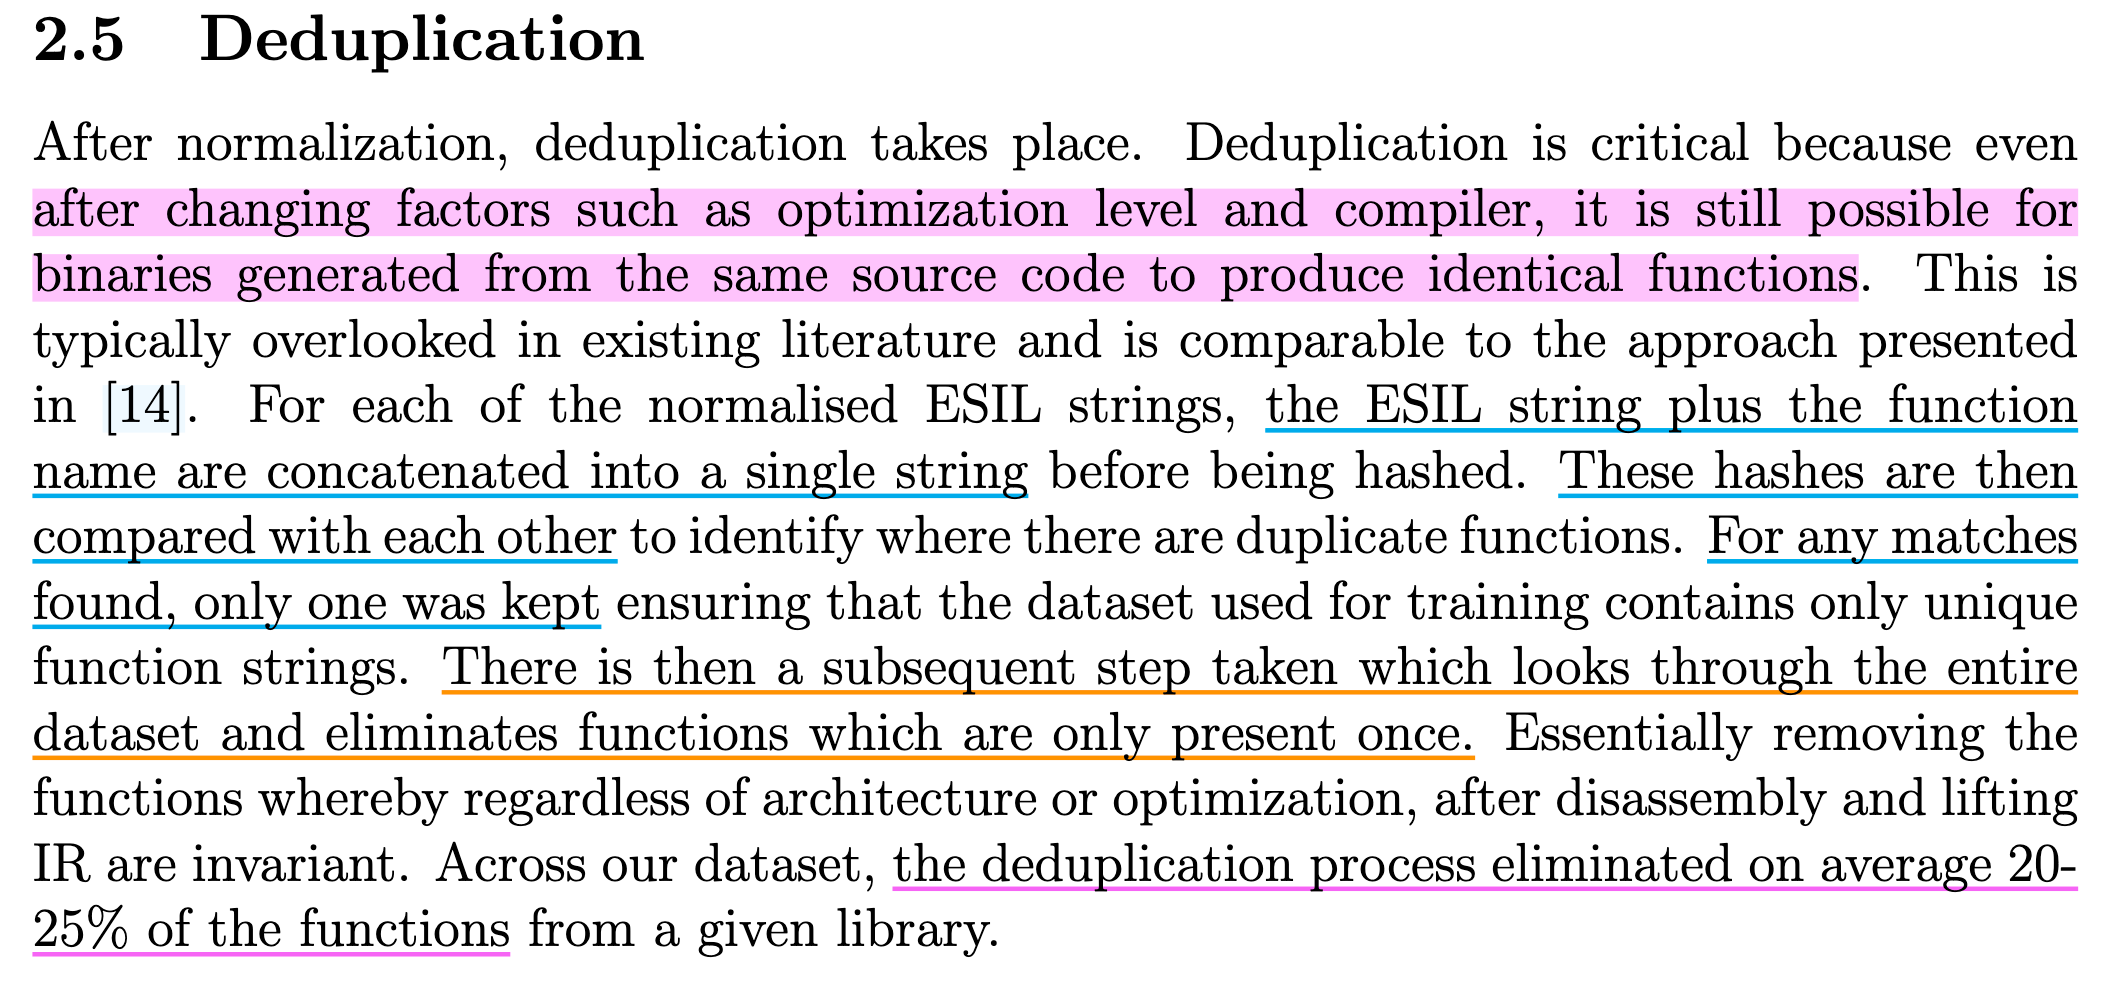 2.5 Deduplication
After normalization, deduplication takes place. Deduplication is critical because even
after changing factors such as optimization level and compiler, it is still possible for
binaries generated from the same source code to produce identical functions. This is
typically overlooked in existing literature and is comparable to the approach presented
in [14]. For each of the normalised ESIL strings, the ESIL string plus the function
name are concatenated into a single string before being hashed. These hashes are then
compared with each other to identify where there are duplicate functions. For any matches
found, only one was kept ensuring that the dataset used for training contains only unique
function strings. There is then a subsequent step taken which looks through the entire
dataset and eliminates functions which are only present once. Essentially removing the
functions whereby regardless of architecture or optimization, after disassembly and lifting
IR are invariant. Across our dataset, the deduplication process eliminated on average 20-
25% of the functions from a given library.